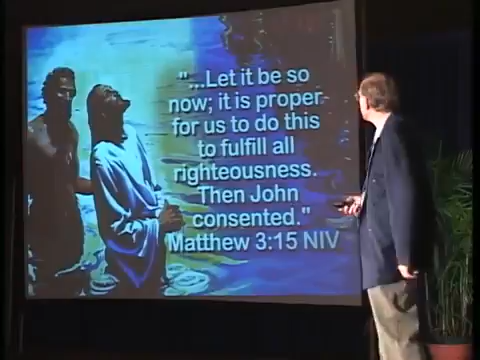 "...Let it be so
now; it is proper
for us to do this
to fulfill all
righteousness.
Then John
consented."
Matthew 3:15 NIV